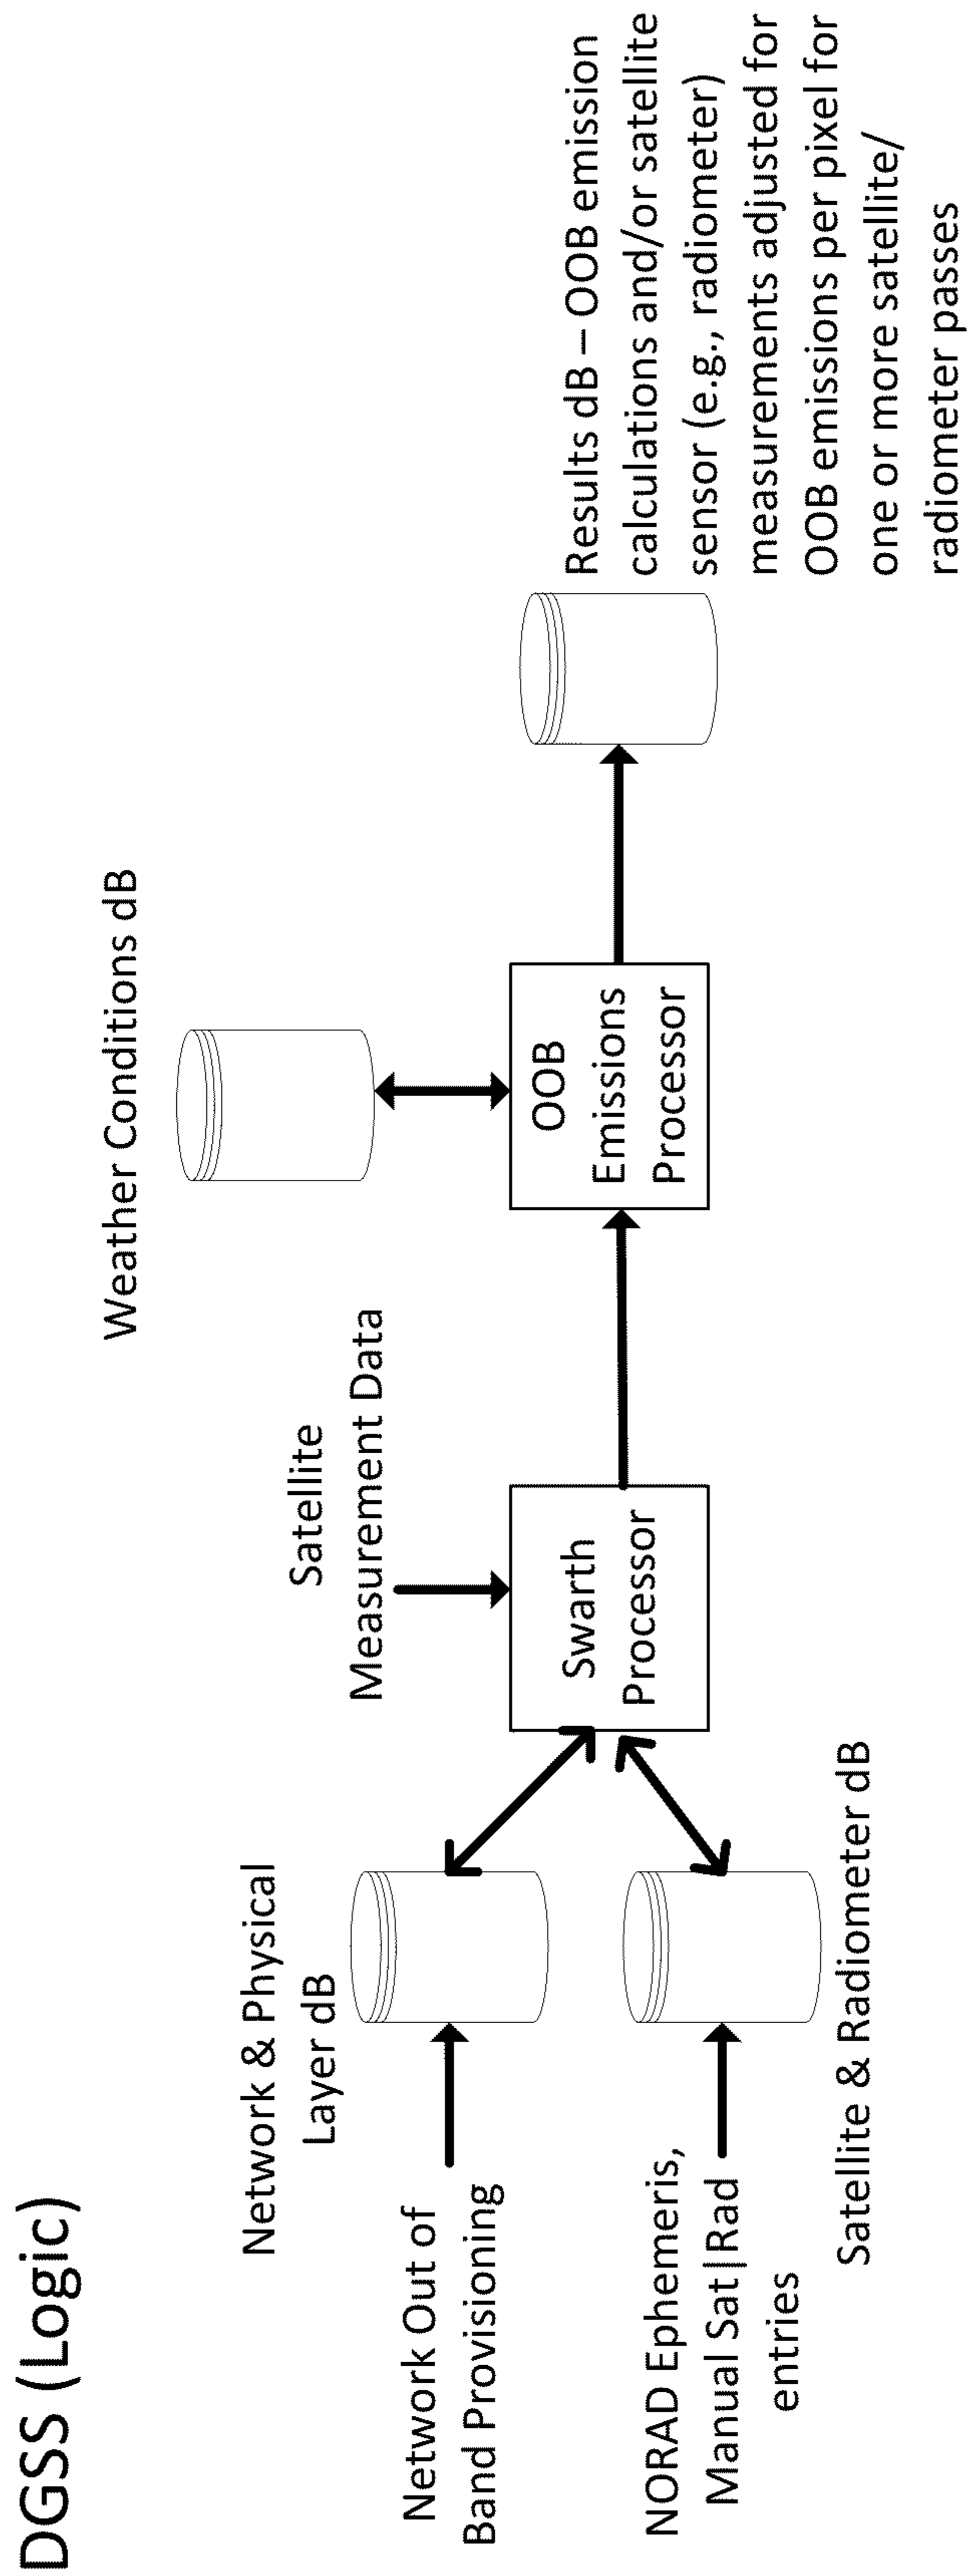 DGSS (Logic)
Network & Physical
Layer dB
Network Out of
Band Provisioning
NORAD Ephemeris,
Manual Sat|Rad
entries
Satellite & Radiometer dB
Satellite
Measurement Data
Swarth
Processor
Weather Conditions dB
OOB
Emissions
Processor
Results dB – OOB emission
calculations and/or satellite
sensor (e.g., radiometer)
measurements adjusted for
OOB emissions per pixel for
one or more satellite/
radiometer passes